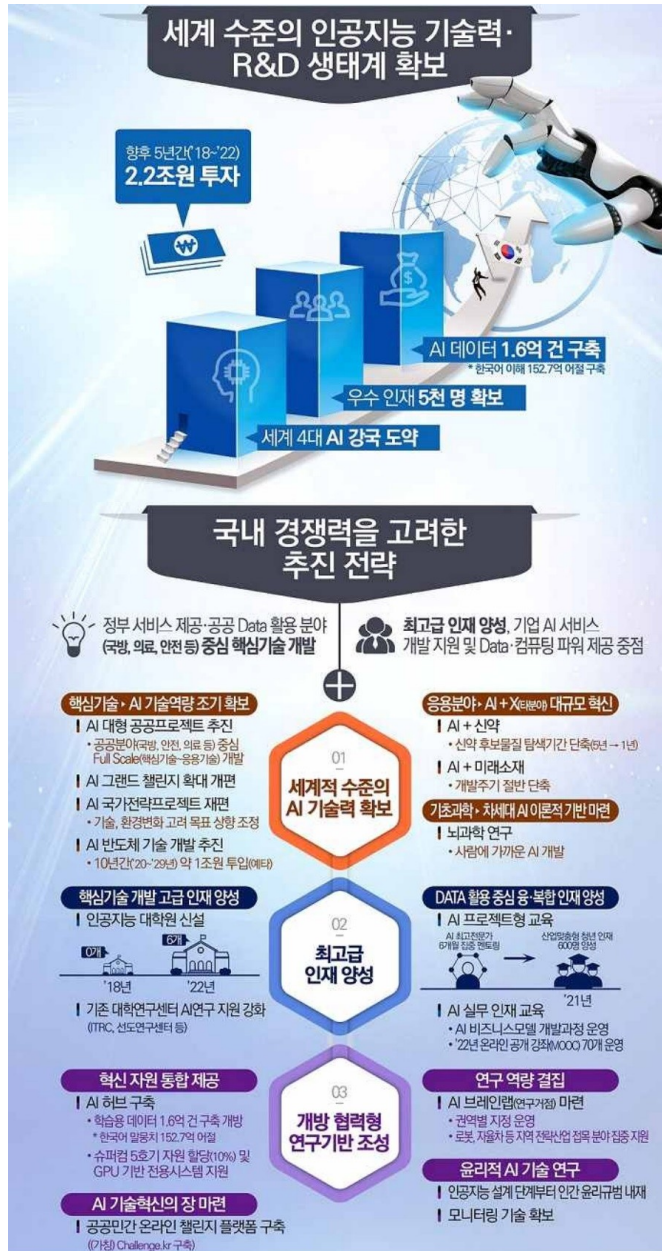 세계 수준의 인공지능 기술력·
R&D 생태계 확보
향후 5년간('18~'22)
2.2조원 투자
AI 데이터 1.6억 건 구축
* 한국어 이해 152.7억 어절 구축
우수 인재 5천 명 확보
세계 4대 AI 강국 도약
국내 경쟁력을 고려한
추진 전략
정부 서비스 제공·공공 Data 활용 분야
(국방, 의료, 안전 등) 중심 핵심기술 개발
최고급 인재 양성, 기업 AI 서비스
개발 지원 및 Data·컴퓨팅 파워 제공 중점
핵심기술 ▸ AI 기술역량 조기 확보
AI 대형 공공프로젝트 추진
• 공공분야(국방, 안전, 의료 등) 중심
Full Scale(핵심기술~응용기술) 개발
AI 그랜드 챌린지 확대 개편
AI 국가전략프로젝트 재편
• 기술, 환경변화 고려 목표 상향 조정
AI 반도체 기술 개발 추진
• 10년간('20~'29년) 약 1조원 투입(예타)
01
세계적 수준의
AI 기술력 확보
응용분야 ▸ AI + X(타분야) 대규모 혁신
AI + 신약
• 신약 후보물질 탐색기간 단축(5년 → 1년)
AI + 미래소재
• 개발주기 절반 단축
기초과학 ▸ 차세대 AI 이론적 기반 마련
뇌과학 연구
• 사람에 가까운 AI 개발
핵심기술 개발 고급 인재 양성
인공지능 대학원 신설
0개
6개
'18년
'22년
기존 대학연구센터 AI연구 지원 강화
(ITRC, 선도연구센터 등)
02
최고급
인재 양성
DATA 활용 중심 융·복합 인재 양성
AI 프로젝트형 교육
AI 최고전문가
6개월 집중 멘토링
산업맞춤형 청년 인재
600명 양성
'21년
AI 실무 인재 교육
• AI 비즈니스모델 개발과정 운영
• '22년 온라인 공개 강좌(MOOC) 70개 운영
혁신 자원 통합 제공
AI 허브 구축
• 학습용 데이터 1.6억 건 구축 개방
* 한국어 말뭉치 152.7억 어절
• 슈퍼컴 5호기 자원 할당(10%) 및
GPU 기반 전용시스템 지원
AI 기술혁신의 장 마련
공공민간 온라인 챌린지 플랫폼 구축
((가칭) Challenge.kr 구축)
03
개방 협력형
연구기반 조성
연구 역량 결집
AI 브레인랩(연구거점) 마련
• 권역별 지정 운영
• 로봇, 자율차 등 지역 전략산업 접목 분야 집중 지원
윤리적 AI 기술 연구
인공지능 설계 단계부터 인간 윤리규범 내재
모니터링 기술 확보